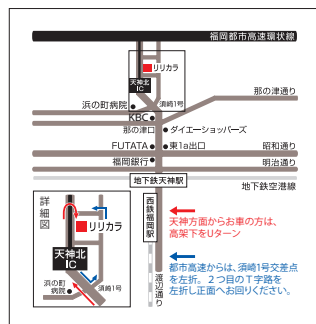 福岡都市高速環状線
リリカラ
天神北
IC
浜の町病院
須崎1号
那の津通り
KBC
那の津口
ダイエーショッパーズ
FUTATA
東1a出口
昭和通り
福岡銀行
明治通り
地下鉄天神駅
地下鉄空港線
西鉄福岡駅
渡辺通り
詳細図
リリカラ
天神北
IC
浜の町
病院
須崎1号
天神方面からお車の方は、
高架下をUターン
都市高速からは、須崎1号交差点
を左折。2つ目のT字路を
左折し正面へお回りください。